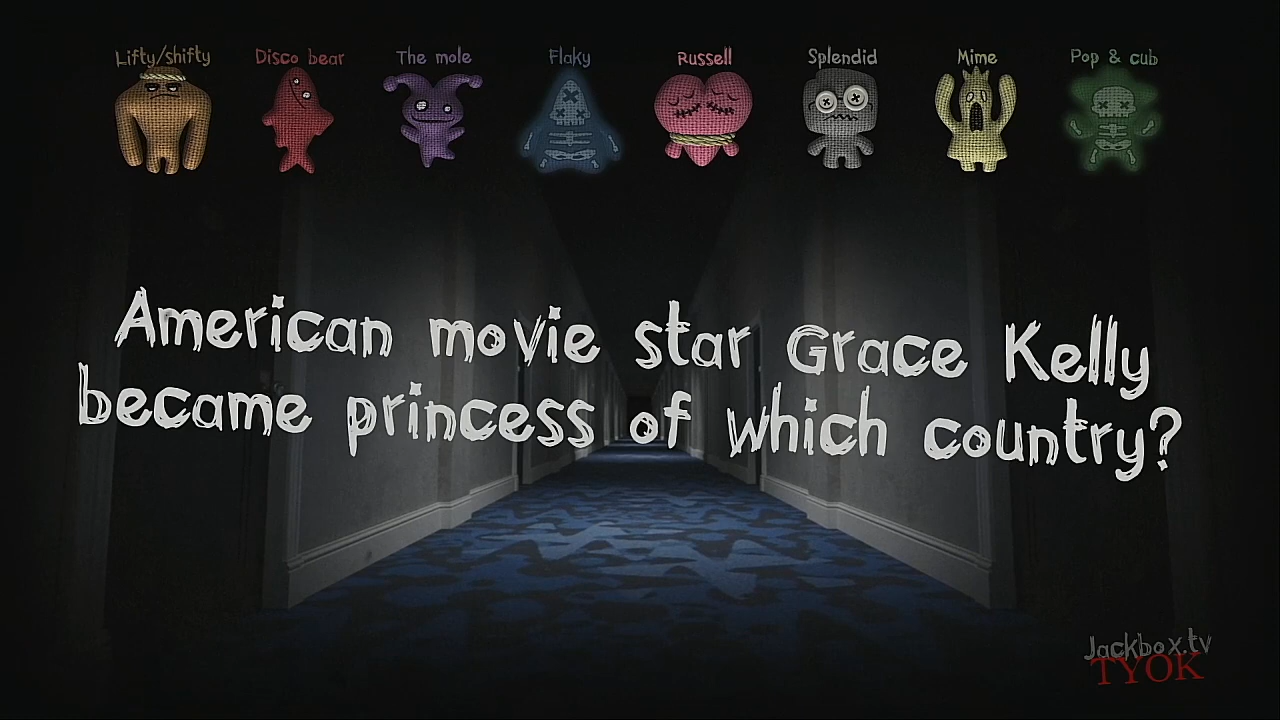 Lifty/shifty
Disco bear
The mole
Flaky
Russell
Splendid
Mime
Pop & cub
American movie star Grace Kelly
became princess of which country?
Jackbox.tv
TYOK